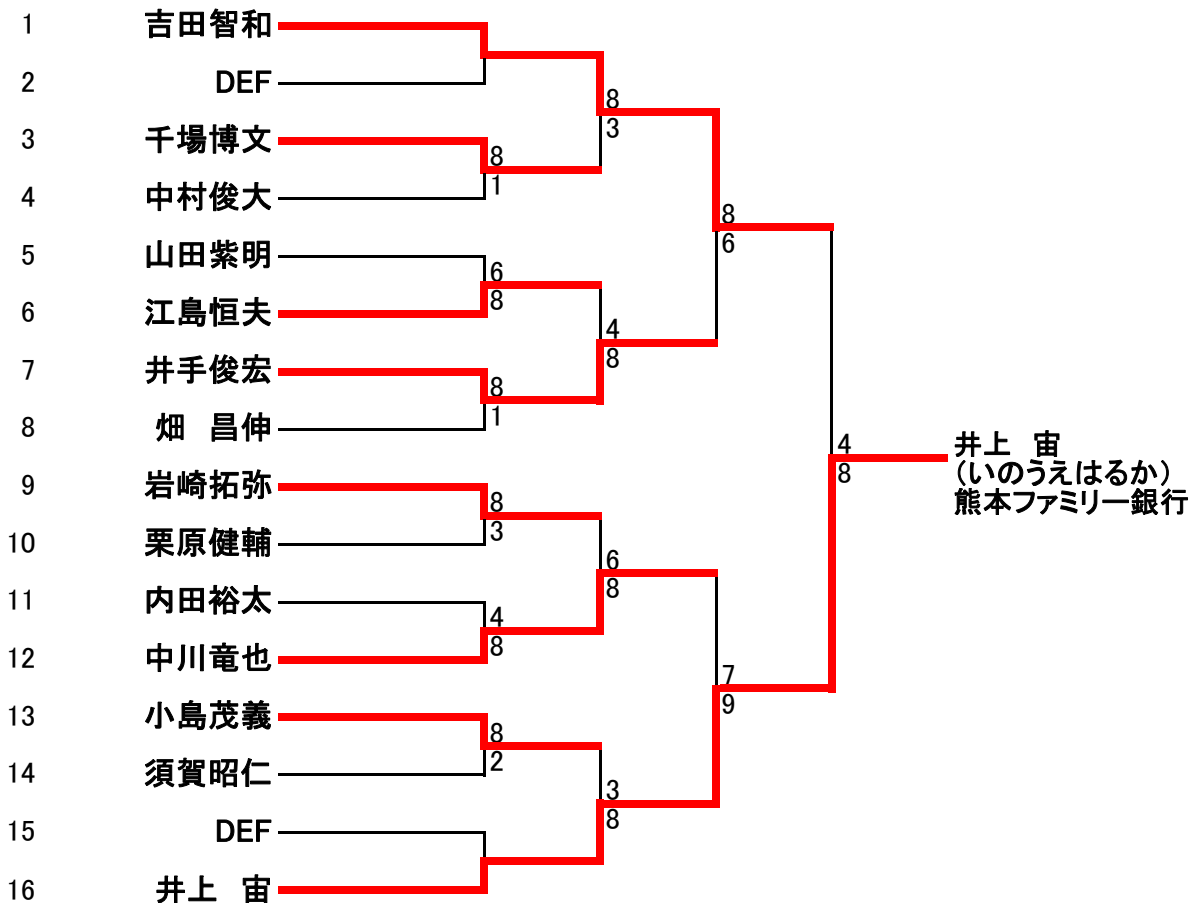 1 吉田智和
2 DEF
8
3
3 千場博文
8
1
4 中村俊大
8
6
5 山田紫明
6
8
6 江島恒夫
4
8
7 井手俊宏
8
1
8 畑 昌伸
4
8
井上 宙
(いのうえはるか)
熊本ファミリー銀行
9 岩崎拓弥
8
3
10 栗原健輔
6
8
11 内田裕太
4
8
12 中川竜也
7
9
13 小島茂義
8
2
14 須賀昭仁
3
8
15 DEF
16 井上 宙